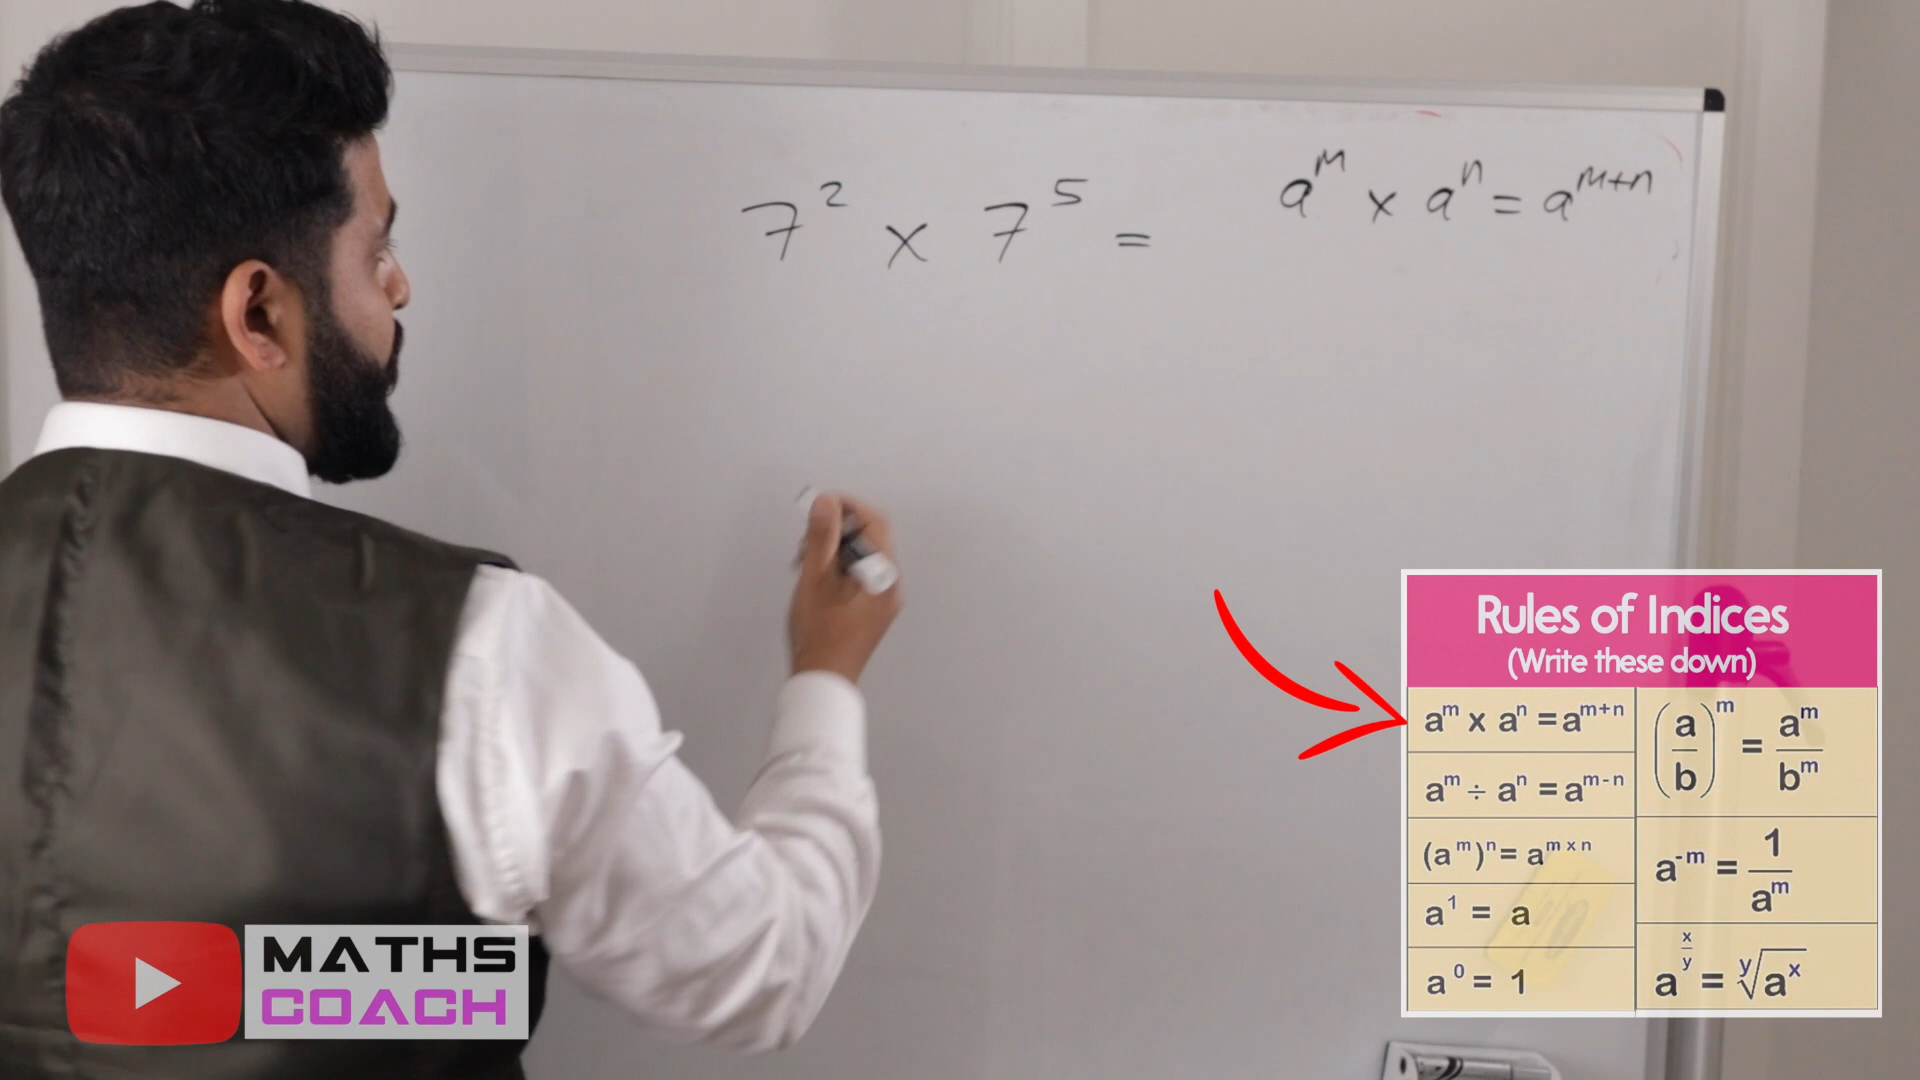 7² × 7⁵ =
aᵐ × aⁿ = aᵐ⁺ⁿ
Rules of Indices
(Write these down)
aᵐ x aⁿ = aᵐ⁺ⁿ
aᵐ ÷ aⁿ = aᵐ⁻ⁿ
(aᵐ)ⁿ = aᵐ ˣ ⁿ
a¹ = a
a⁰ = 1
(a/b)ᵐ = aᵐ/bᵐ
a⁻ᵐ = 1/aᵐ
a^(x/y) = ʸ√aˣ
MATHS
COACH